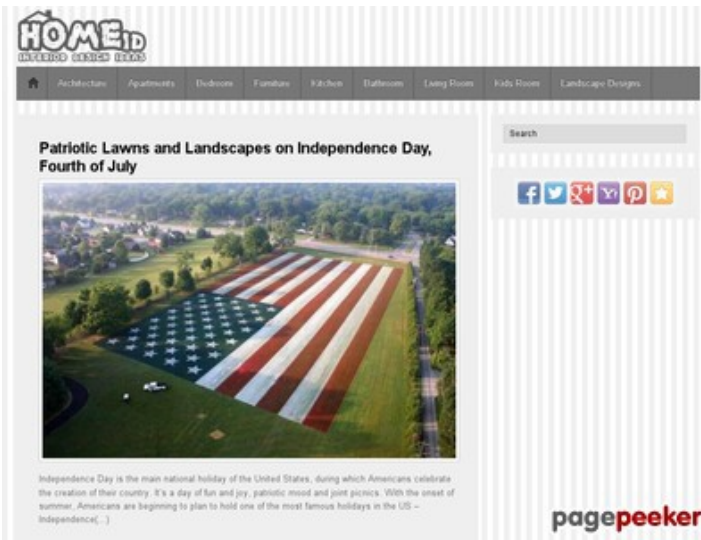 HOME ID
INTERIOR DESIGN IDEAS
Architecture Apartments Bedroom Furniture Kitchen Bathroom Living Room Kids Room Landscape Designs
Patriotic Lawns and Landscapes on Independence Day,
Fourth of July
Independence Day is the main national holiday of the United States, during which Americans celebrate
the creation of their country. It's a day of fun and joy, patriotic mood and joint picnics. With the onset of
summer, Americans are beginning to plan to hold one of the most famous holidays in the US –
Independence(...)
Search
f g+ Y! p
pagepeeker